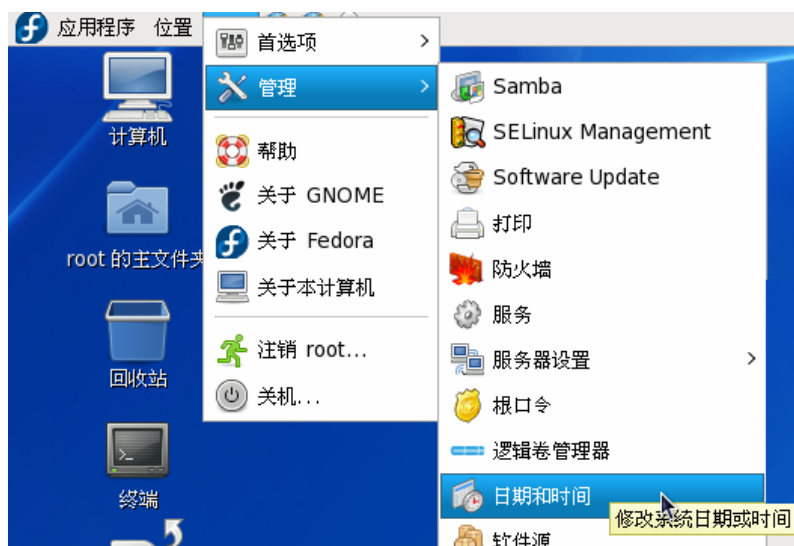 应用程序 位置
计算机
root 的主文件夹
回收站
终端
首选项
管理
帮助
关于 GNOME
关于 Fedora
关于本计算机
注销 root...
关机...
Samba
SELinux Management
Software Update
打印
防火墙
服务
服务器设置
根口令
逻辑卷管理器
日期和时间
修改系统日期或时间
软件源